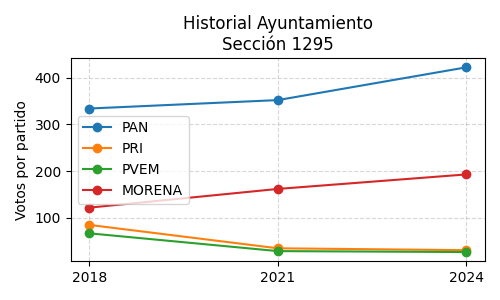 Historial Ayuntamiento
Sección 1295
Votos por partido
400
300
200
100
PAN
PRI
PVEM
MORENA
2018
2021
2024